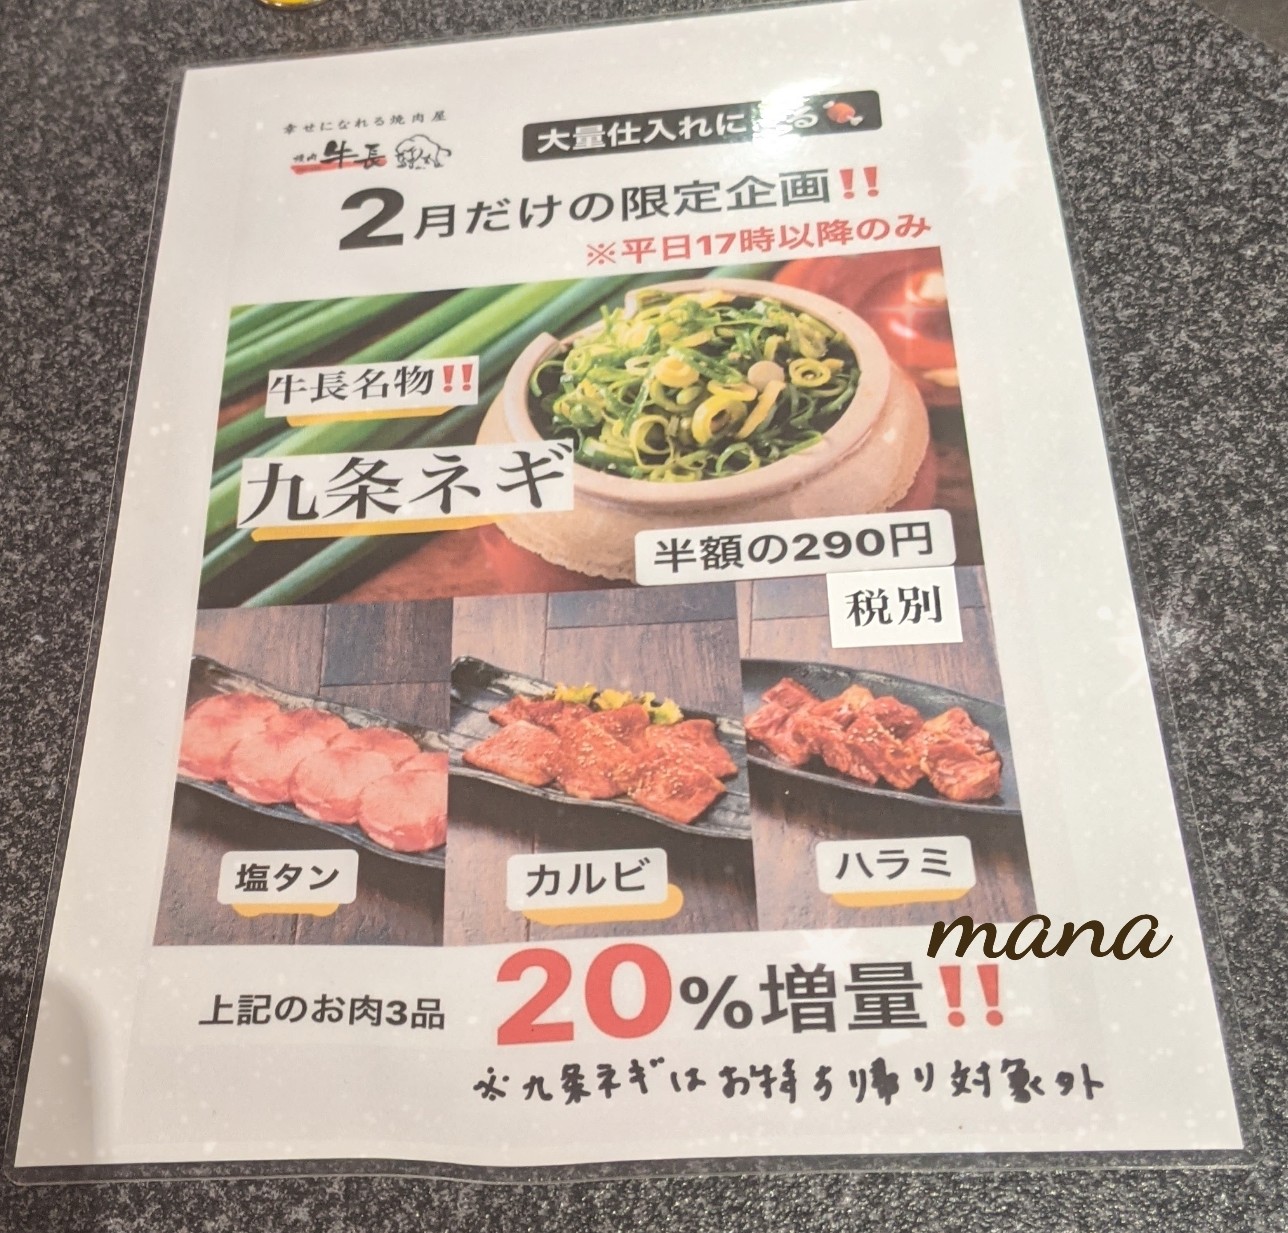 幸せになれる焼肉屋
焼肉 牛長
大量仕入れによる
2月だけの限定企画!!
※平日17時以降のみ
牛長名物!!
九条ネギ
半額の290円
税別
塩タン
カルビ
ハラミ
mana
上記のお肉3品 20%増量!!
※九条ネギはお持ち帰り対象外